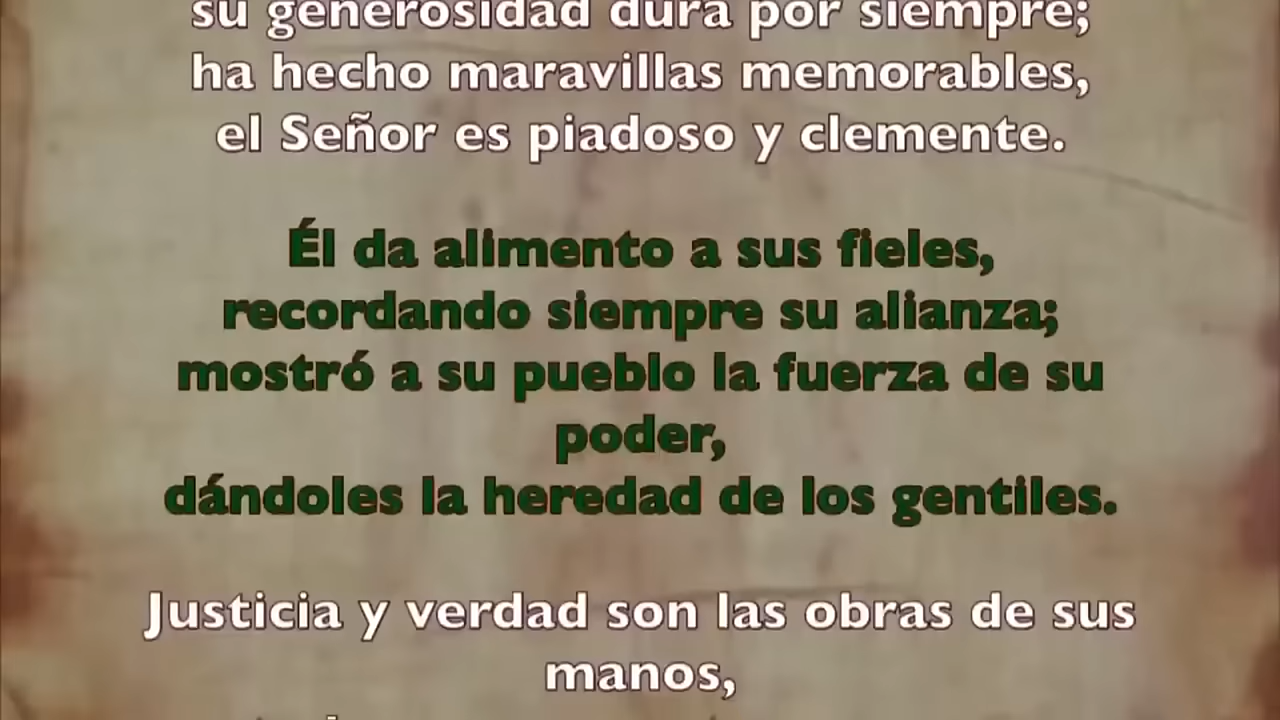 su generosidad dura por siempre;
ha hecho maravillas memorables,
el Señor es piadoso y clemente.
Él da alimento a sus fieles,
recordando siempre su alianza;
mostró a su pueblo la fuerza de su
poder,
dándoles la heredad de los gentiles.
Justicia y verdad son las obras de sus
manos,